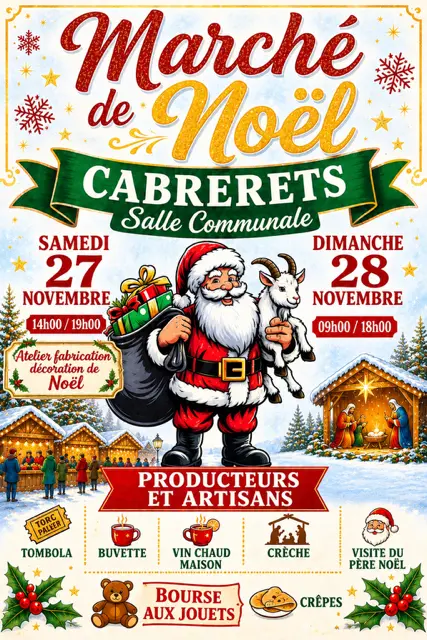 Marché
de Noël
CABRERETS
Salle Communale
SAMEDI
27
NOVEMBRE
14h00 / 19h00
DIMANCHE
28
NOVEMBRE
09h00 / 18h00
Atelier fabrication
décoration de
Noël
PRODUCTEURS
ET ARTISANS
TORC
PALIER
TOMBOLA
BUVETTE
VIN CHAUD
MAISON
CRÈCHE
VISITE DU
PÈRE NOËL
BOURSE
AUX JOUETS
CRÊPES